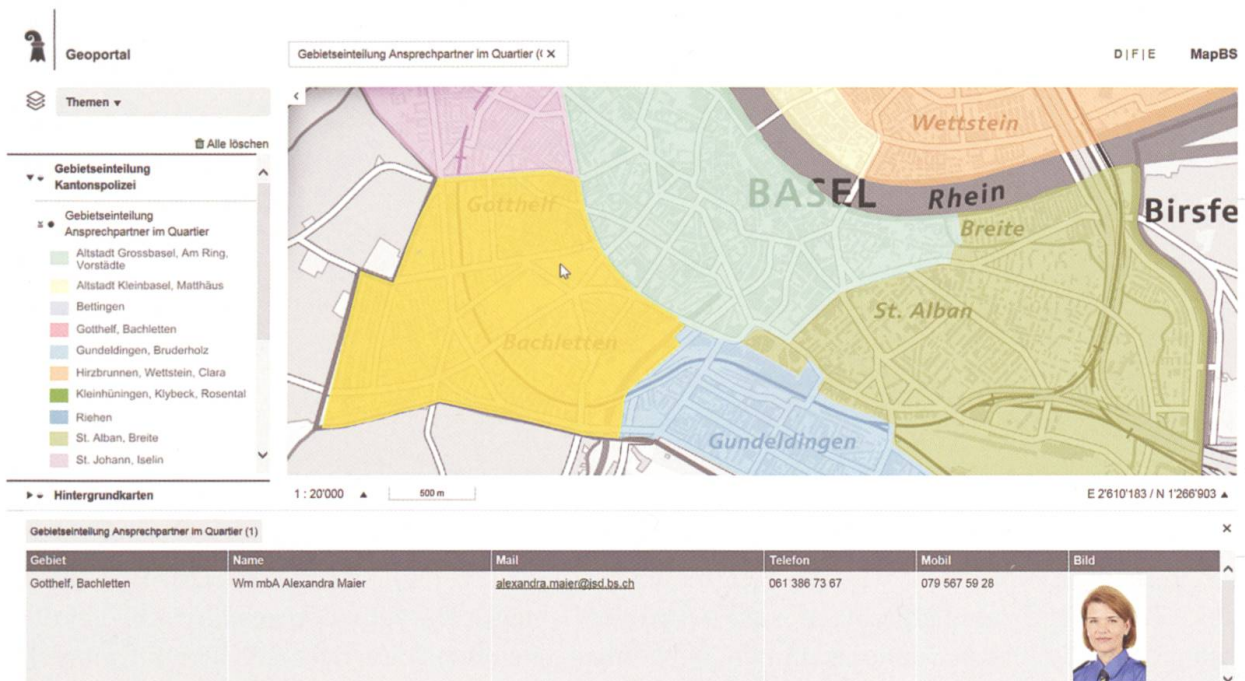 Geoportal
Gebietseinteilung Ansprechpartner im Quartier (
D | F | E
MapBS
Themen
Alle löschen
Gebietseinteilung
Kantonspolizei
Gebietseinteilung
Ansprechpartner im Quartier
Altstadt Grossbasel, Am Ring,
Vorstädte
Altstadt Kleinbasel, Matthäus
Bettingen
Gotthelf, Bachletten
Gundeldingen, Bruderholz
Hirzbrunnen, Wettstein, Clara
Kleinhüningen, Klybeck, Rosental
Riehen
St. Alban, Breite
St. Johann, Iselin
Hintergrundkarten
Wettstein
Gotthelf
BASEL
Rhein
Birsfe
Breite
St. Alban
Bachletten
Gundeldingen
1 : 20'000
500 m
E 2'610'183 / N 1'266'903
Gebietseinteilung Ansprechpartner im Quartier (1)
Gebiet Name Mail Telefon Mobil Bild
Gotthelf, Bachletten Wm mbA Alexandra Maier alexandra.maier@jsd.bs.ch 061 386 73 67 079 567 59 28